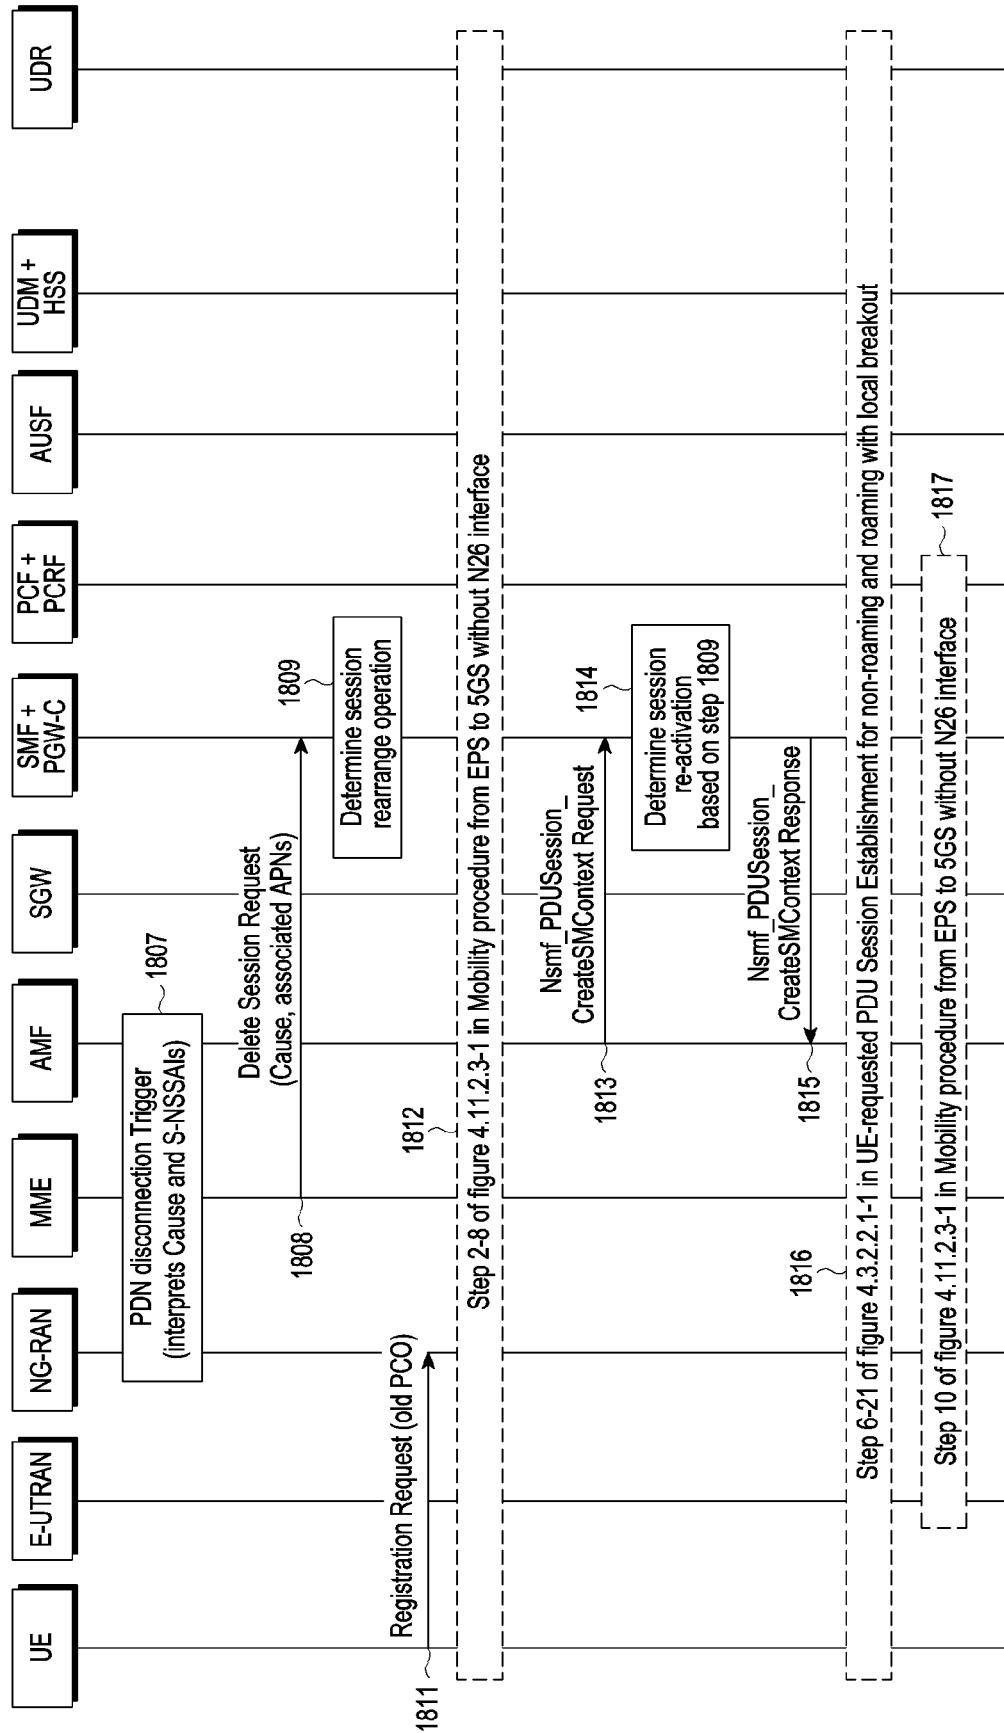 UE
E-UTRAN
NG-RAN
MME
AMF
SGW
SMF +
PGW-C
PCF +
PCRF
AUSF
UDM +
HSS
UDR
PDN disconnection Trigger
(interprets Cause and S-NSSAIs)
1807
Delete Session Request
(Cause, associated APNs)
1808
1809
Determine session
rearrange operation
Registration Request (old PCO)
1811
1812
Step 2-8 of figure 4.11.2.3-1 in Mobility procedure from EPS to 5GS without N26 interface
Nsmf_PDUSession_
CreateSMContext Request
1813
1814
Determine session
re-activation
based on step 1809
Nsmf_PDUSession_
CreateSMContext Response
1815
1816
Step 6-21 of figure 4.3.2.2.1-1 in UE-requested PDU Session Establishment for non-roaming and roaming with local breakout
Step 10 of figure 4.11.2.3-1 in Mobility procedure from EPS to 5GS without N26 interface
1817